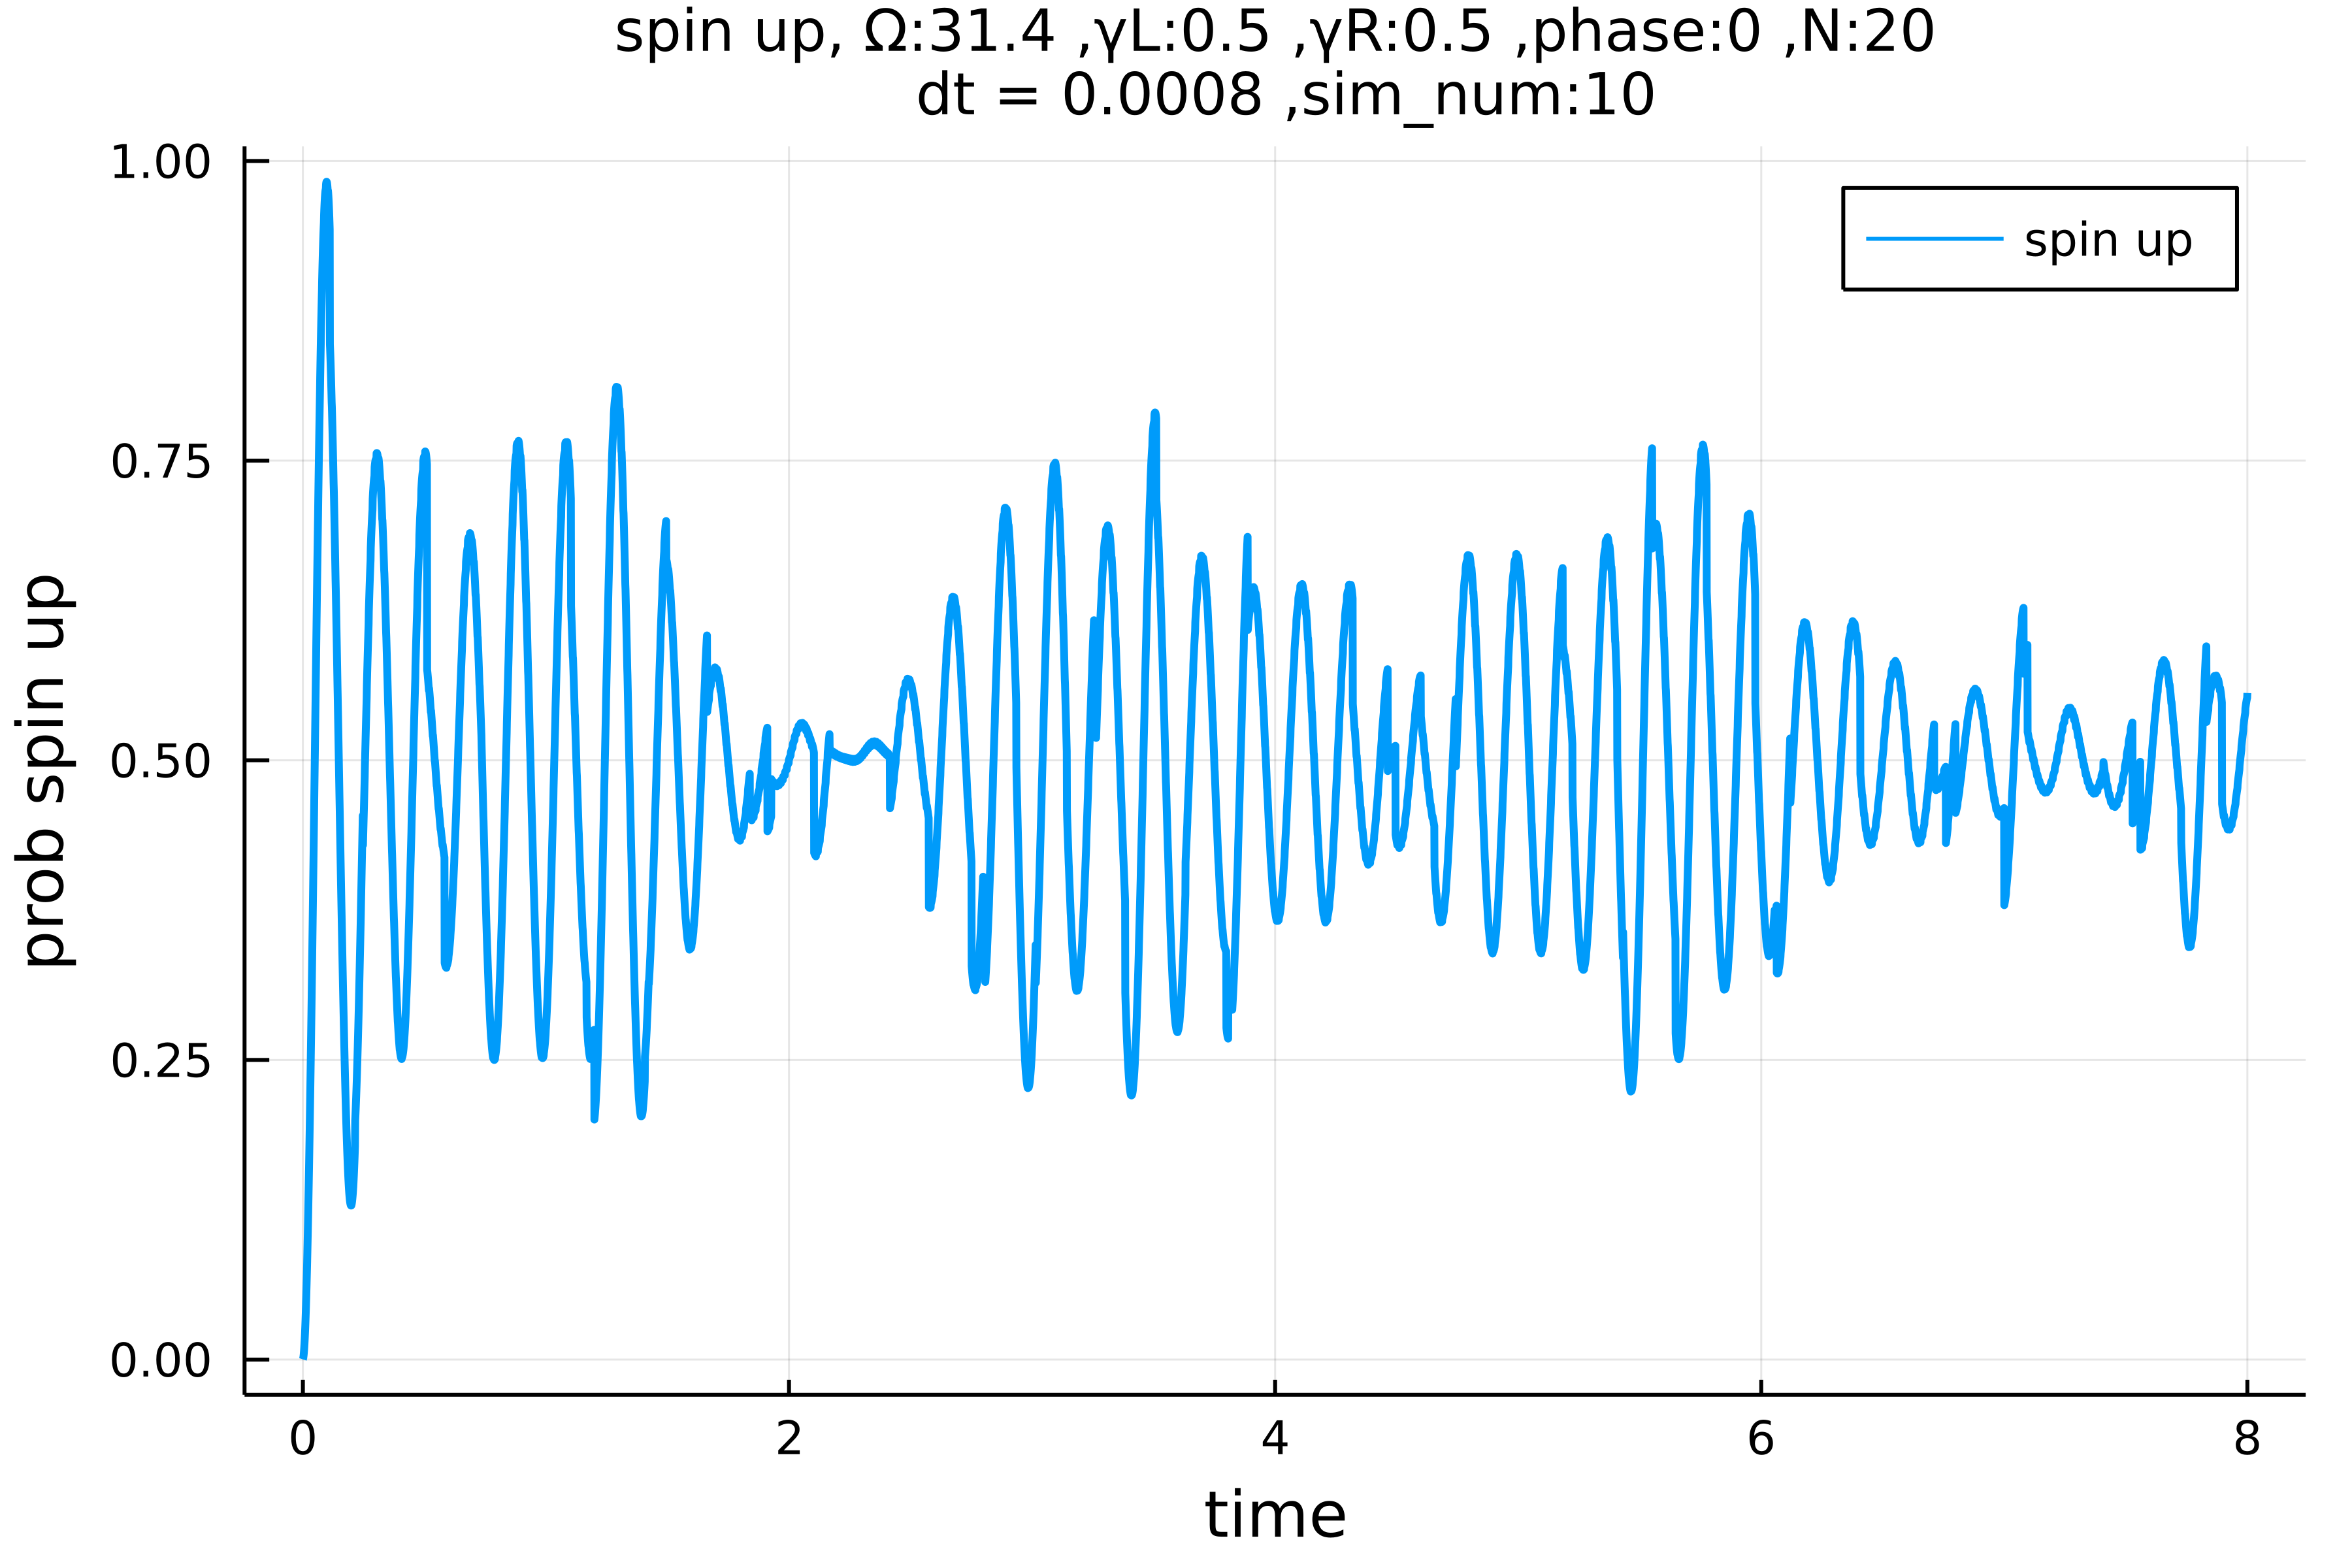 spin up, Ω:31.4 ,γL:0.5 ,γR:0.5 ,phase:0 ,N:20
dt = 0.0008 ,sim_num:10
1.00
0.75
0.50
0.25
0.00
prob spin up
spin up
0 2 4 6 8
time